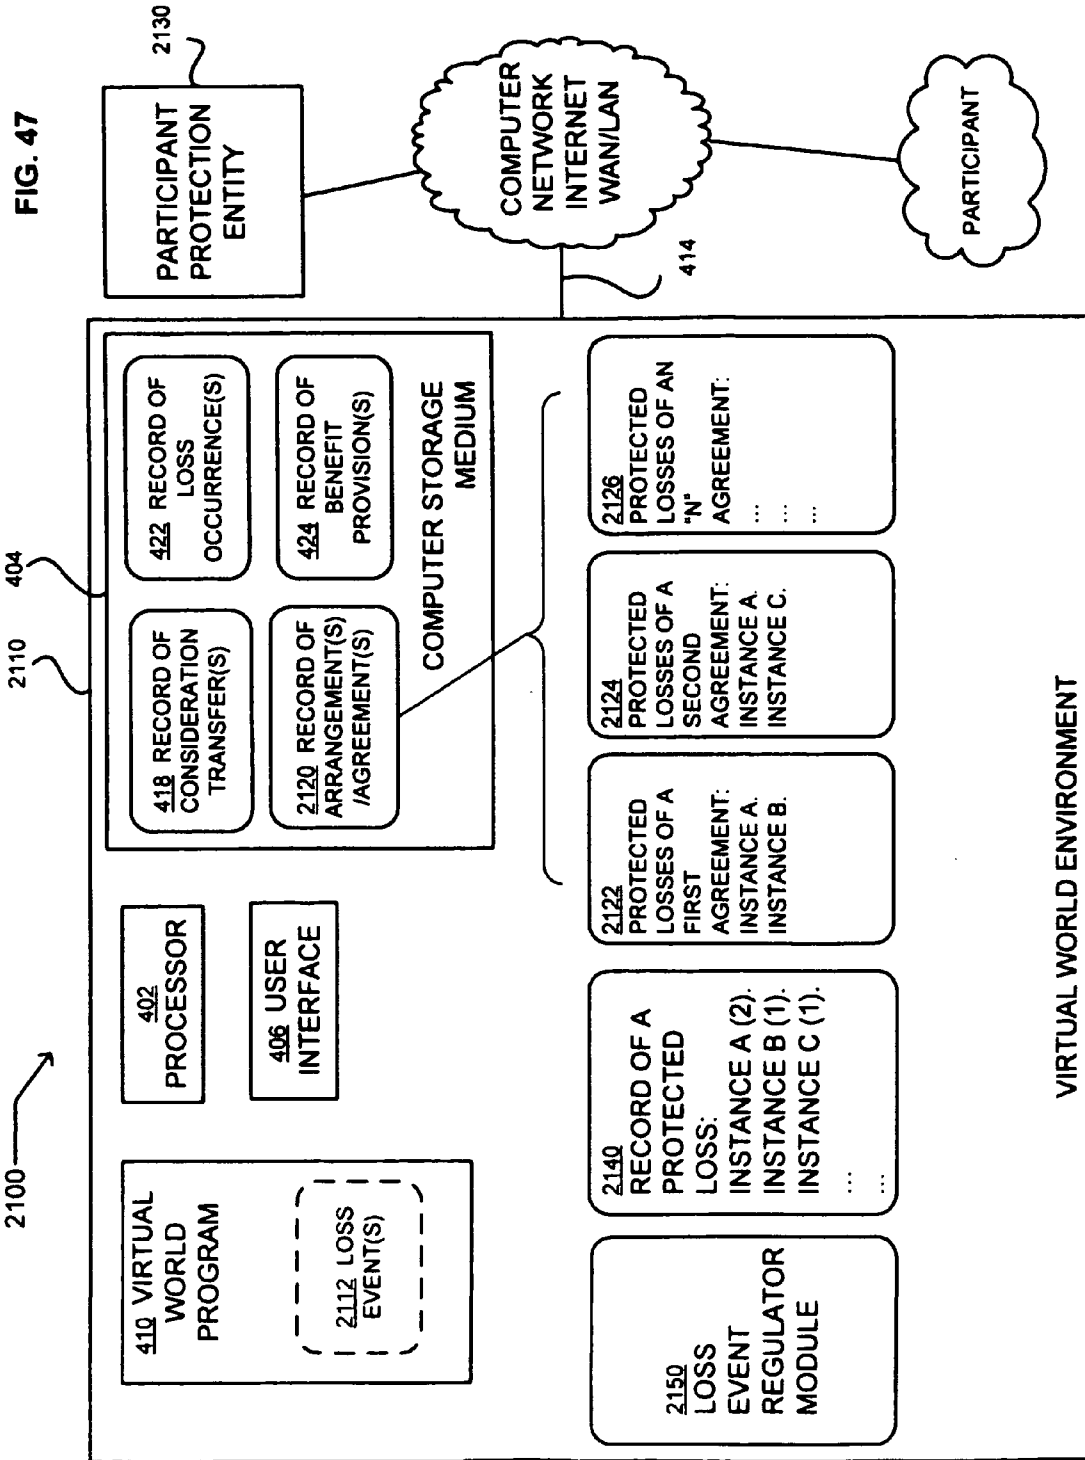 FIG. 47
2100
2110
404
410 VIRTUAL
WORLD
PROGRAM
2112 LOSS
EVENT(S)
402
PROCESSOR
406 USER
INTERFACE
418 RECORD OF
CONSIDERATION
TRANSFER(S)
422 RECORD OF
LOSS
OCCURRENCE(S)
2120 RECORD OF
ARRANGEMENT(S)
/AGREEMENT(S)
424 RECORD OF
BENEFIT
PROVISION(S)
COMPUTER STORAGE
MEDIUM
PARTICIPANT
PROTECTION
ENTITY
2130
COMPUTER
NETWORK
INTERNET
WAN/LAN
414
PARTICIPANT
2150
LOSS
EVENT
REGULATOR
MODULE
2140
RECORD OF A
PROTECTED
LOSS:
INSTANCE A (2).
INSTANCE B (1).
INSTANCE C (1).
...
...
2122
PROTECTED
LOSSES OF A
FIRST
AGREEMENT:
INSTANCE A.
INSTANCE B.
2124
PROTECTED
LOSSES OF A
SECOND
AGREEMENT:
INSTANCE A.
INSTANCE C.
2126
PROTECTED
LOSSES OF AN
"N"
AGREEMENT:
...
...
...
VIRTUAL WORLD ENVIRONMENT